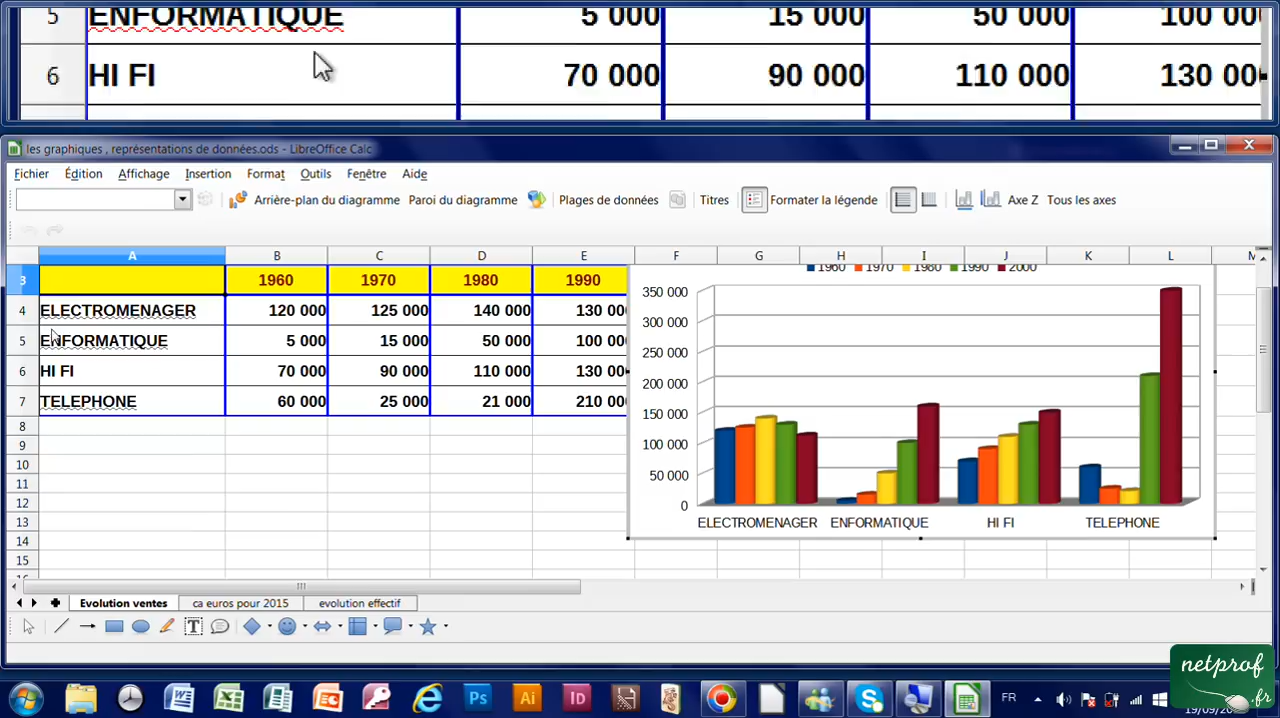 5 ENFORMATIQUE 5 000 15 000 50 000 100
6 HI FI 70 000 90 000 110 000 130
les graphiques , représentations de données.ods - LibreOffice Calc
Fichier Édition Affichage Insertion Format Outils Fenêtre Aide
Arrière-plan du diagramme Paroi du diagramme Plages de données Titres Formater la légende Axe Z Tous les axes
A B C D E F G H I J K L M
3 1960 1970 1980 1990
4 ELECTROMENAGER 120 000 125 000 140 000 130 00
5 ENFORMATIQUE 5 000 15 000 50 000 100 00
6 HI FI 70 000 90 000 110 000 130 00
7 TELEPHONE 60 000 25 000 21 000 210 00
8
9
10
11
12
13
14
15
1960 1970 1980 1990 2000
350 000
300 000
250 000
200 000
150 000
100 000
50 000
0
ELECTROMENAGER ENFORMATIQUE HI FI TELEPHONE
Evolution ventes ca euros pour 2015 evolution effectif
T
Ps Ai ID FR
netprof
.fr